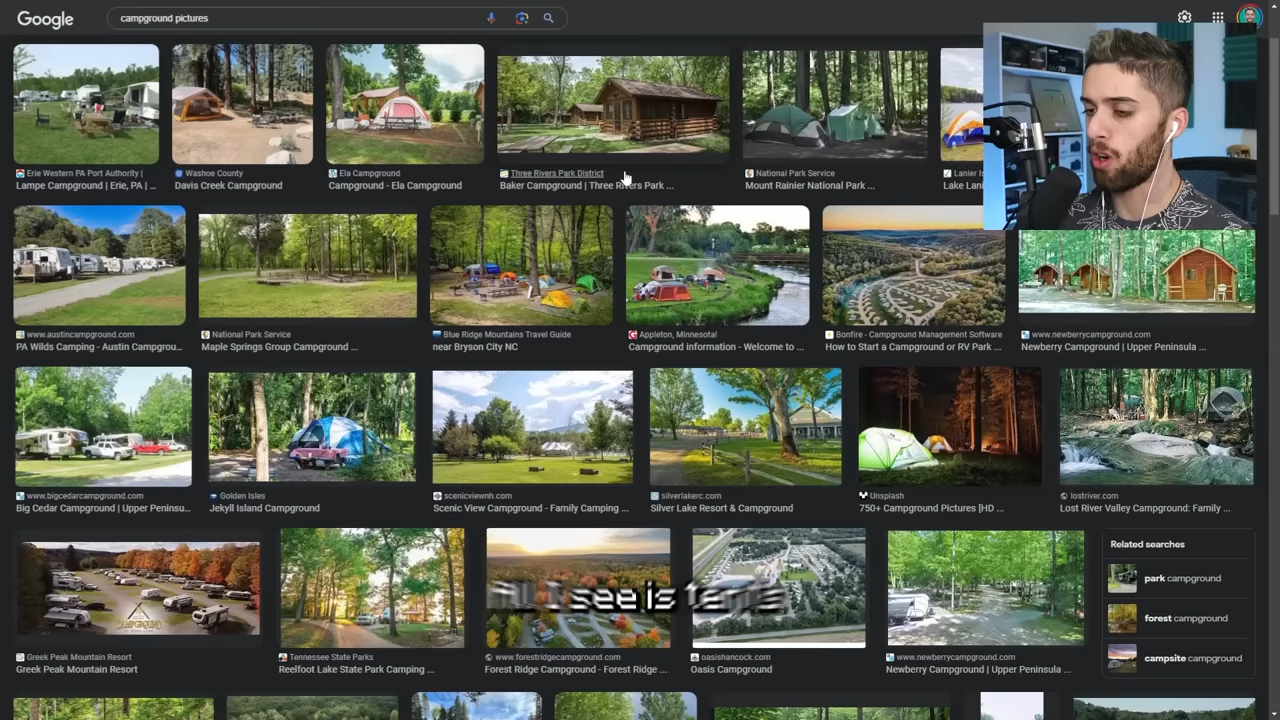 Google
campground pictures
Erie Western PA Port Authority |
Lampe Campground | Erie, PA | ...
Washoe County
Davis Creek Campground
Ela Campground
Campground - Ela Campground
Three Rivers Park District
Baker Campground | Three Rivers Park ...
National Park Service
Mount Rainier National Park ...
Lanier Is
Lake Lani
www.austincampground.com
PA Wilds Camping - Austin Campgrou...
National Park Service
Maple Springs Group Campground ...
Blue Ridge Mountains Travel Guide
near Bryson City NC
Appleton, Minnesota!
Campground information - Welcome to ...
Bonfire - Campground Management Software
How to Start a Campground or RV Park ...
www.newberrycampground.com
Newberry Campground | Upper Peninsula ...
www.bigcedarcampground.com
Big Cedar Campground | Upper Peninsu...
Golden Isles
Jekyll Island Campground
scenicviewnh.com
Scenic View Campground - Family Camping ...
silverlakerc.com
Silver Lake Resort & Campground
Unsplash
750+ Campground Pictures [HD ...
lostriver.com
Lost River Valley Campground: Family ...
Related searches
park campground
forest campground
campsite campground
All I see is tents
Greek Peak Mountain Resort
Greek Peak Mountain Resort
Tennessee State Parks
Reelfoot Lake State Park Camping ...
www.forestridgecampground.com
Forest Ridge Campground - Forest Ridge ...
oasishancock.com
Oasis Campground
www.newberrycampground.com
Newberry Campground | Upper Peninsula ...